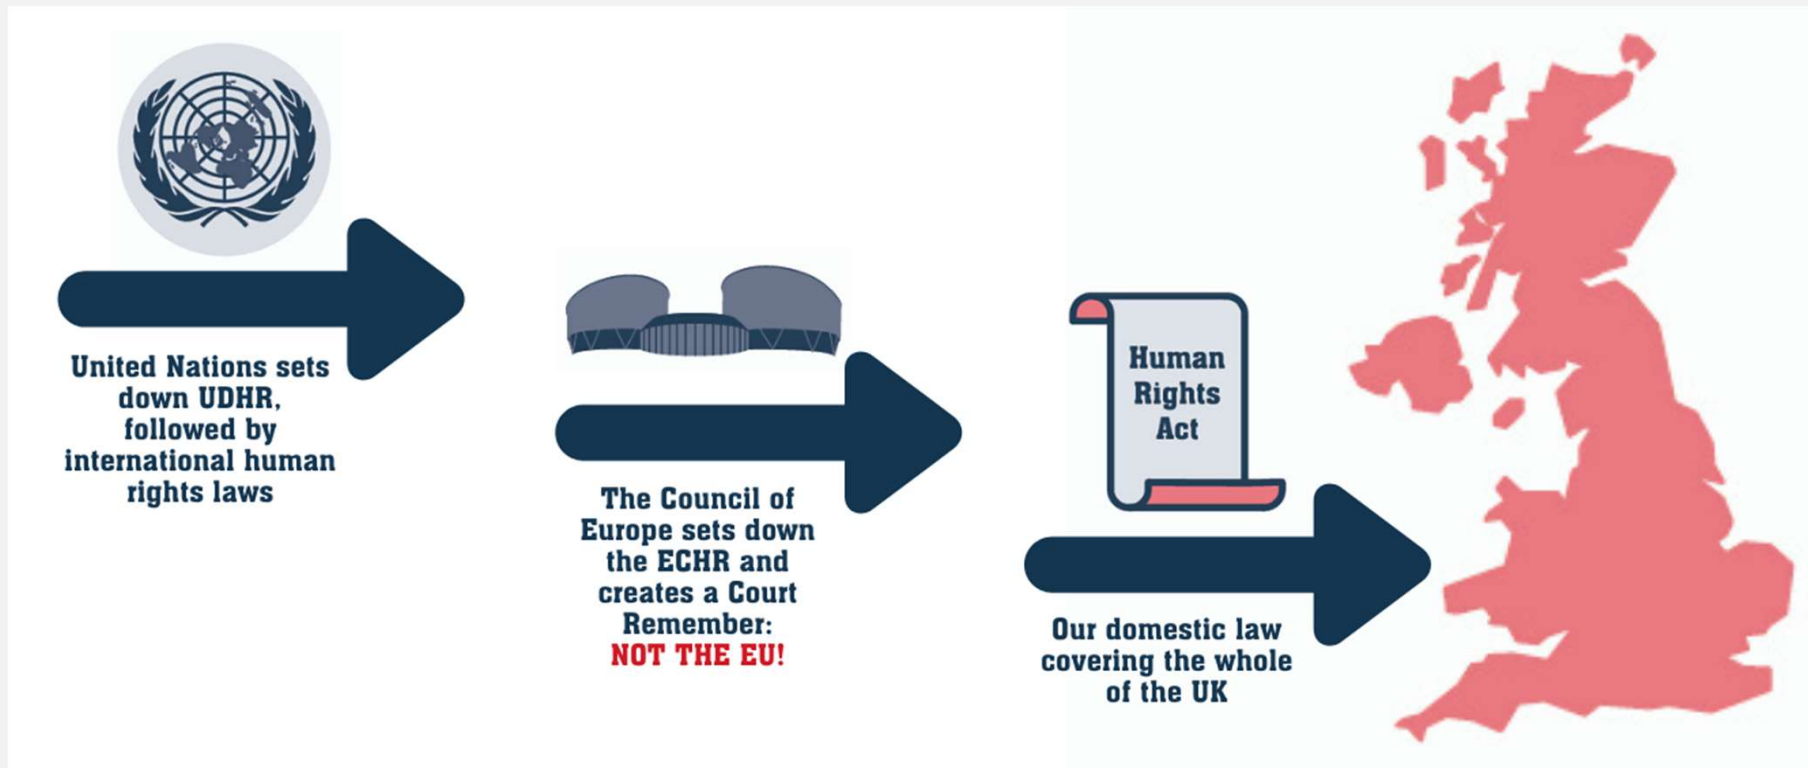 United Nations sets
down UDHR,
followed by
international human
rights laws
The Council of
Europe sets down
the ECHR and
creates a Court
Remember:
NOT THE EU!
Human
Rights
Act
Our domestic law
covering the whole
of the UK